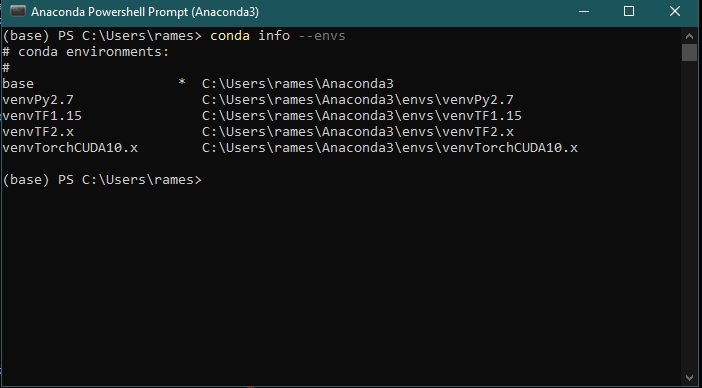 Anaconda Powershell Prompt (Anaconda3)
(base) PS C:\Users\rames> conda info --envs
# conda environments:
#
base                  *  C:\Users\rames\Anaconda3
venvPy2.7                C:\Users\rames\Anaconda3\envs\venvPy2.7
venvTF1.15               C:\Users\rames\Anaconda3\envs\venvTF1.15
venvTF2.x                C:\Users\rames\Anaconda3\envs\venvTF2.x
venvTorchCUDA10.x        C:\Users\rames\Anaconda3\envs\venvTorchCUDA10.x
(base) PS C:\Users\rames>